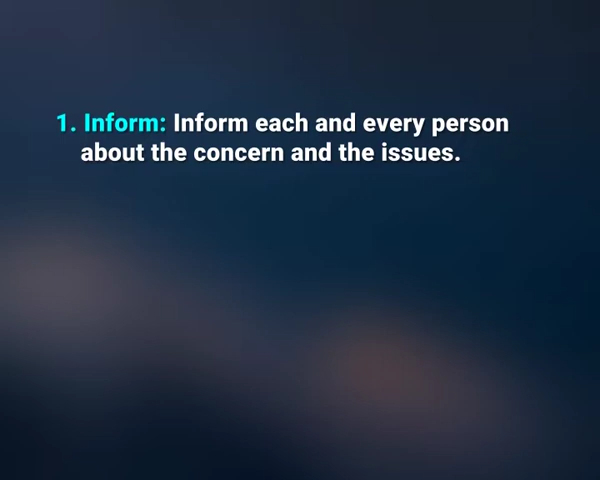 1. Inform: Inform each and every person
about the concern and the issues.